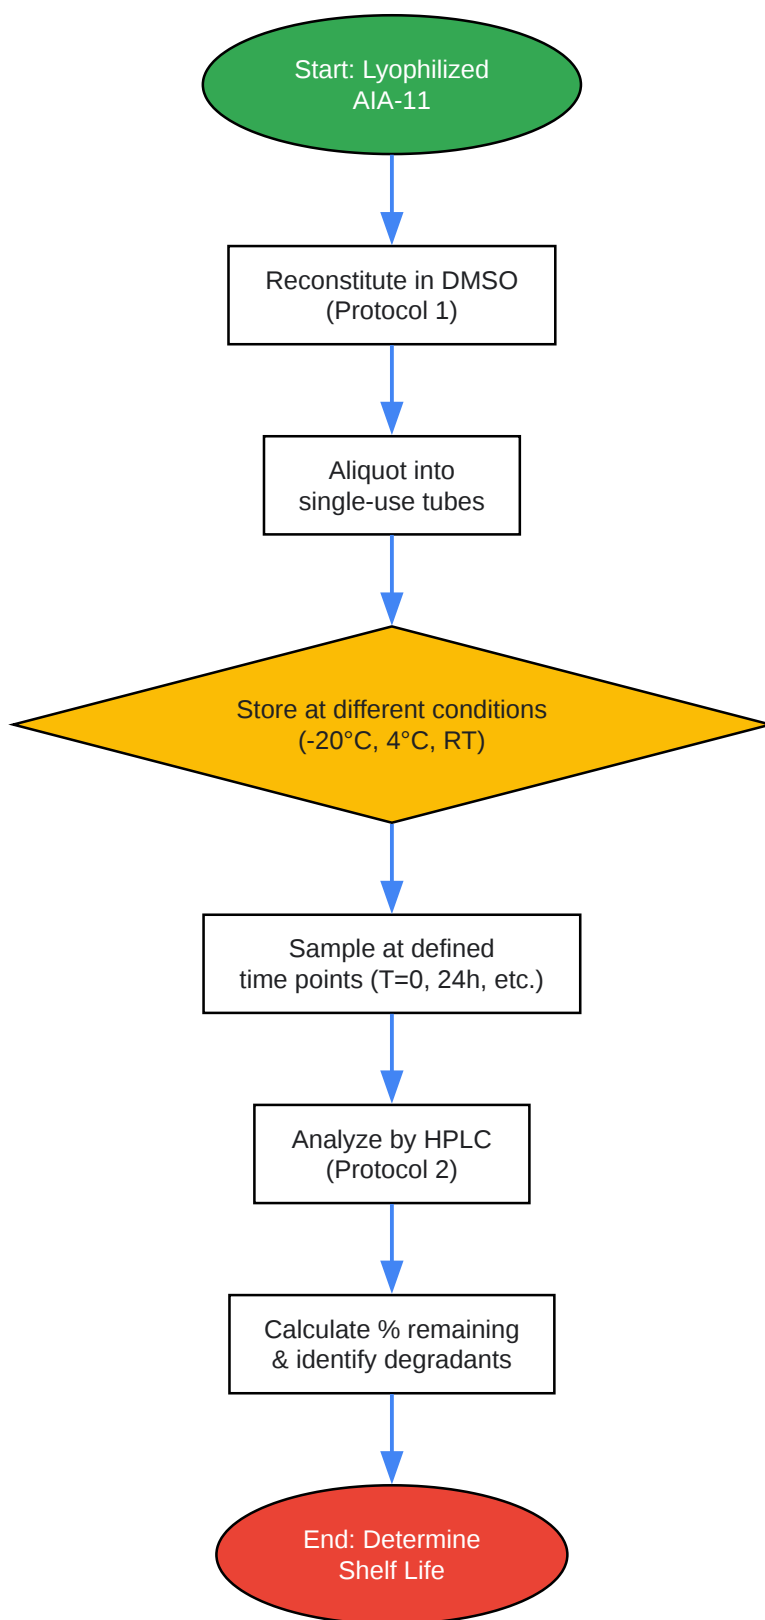 Start: Lyophilized
AIA-11
Reconstitute in DMSO
(Protocol 1)
Aliquot into
single-use tubes
Store at different conditions
(-20°C, 4°C, RT)
Sample at defined
time points (T=0, 24h, etc.)
Analyze by HPLC
(Protocol 2)
Calculate % remaining
& identify degradants
End: Determine
Shelf Life